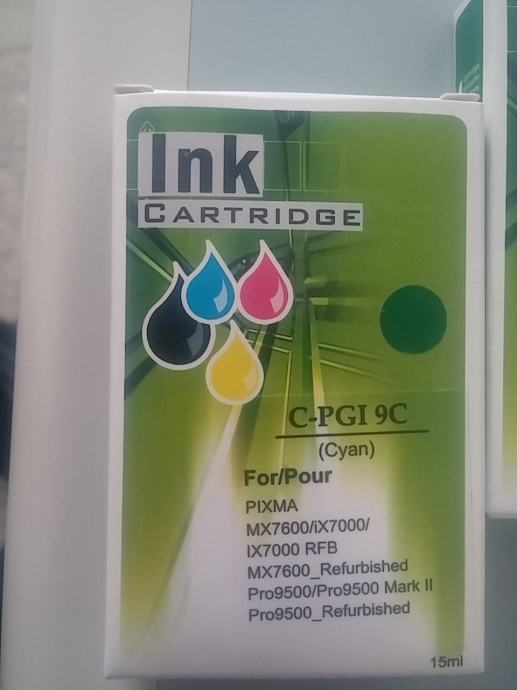 Ink
CARTRIDGE
C-PGI 9C
(Cyan)
For/Pour
PIXMA
MX7600/iX7000/
IX7000 RFB
MX7600_Refurbished
Pro9500/Pro9500 Mark II
Pro9500_Refurbished
15ml